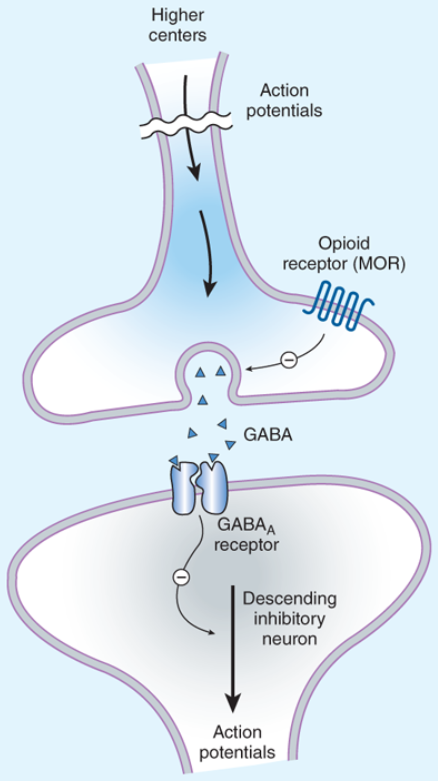 Higher
centers
Action
potentials
Opioid
receptor (MOR)
−
GABA
GABAA
receptor
−
Descending
inhibitory
neuron
Action
potentials